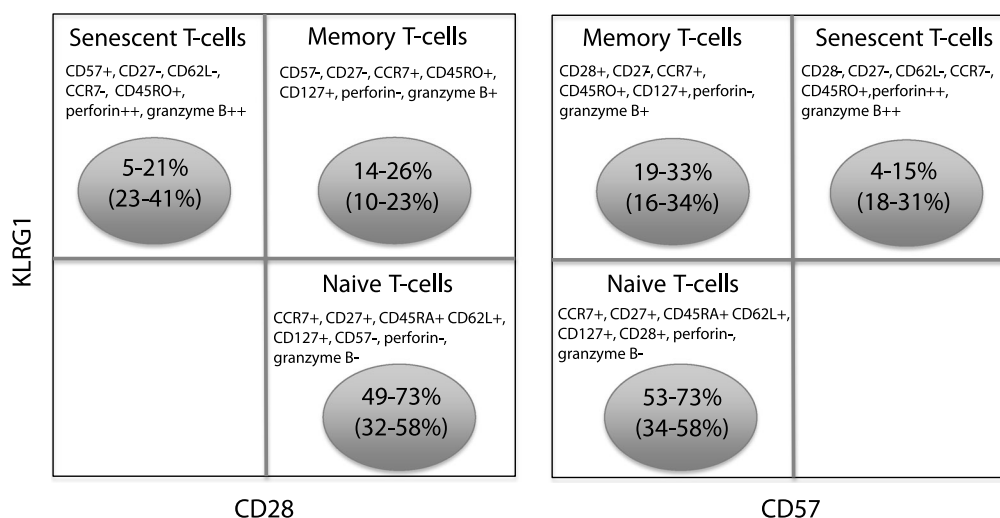 Senescent T-cells
CD57+, CD27-, CD62L-,
CCR7-, CD45RO+,
perforin++, granzyme B++
5-21%
(23-41%)
Memory T-cells
CD57-, CD27-, CCR7+, CD45RO+,
CD127+, perforin-, granzyme B+
14-26%
(10-23%)
Naive T-cells
CCR7+, CD27+, CD45RA+ CD62L+,
CD127+, CD57-, perforin-,
granzyme B-
49-73%
(32-58%)
KLRG1
CD28
Memory T-cells
CD28+, CD27-, CCR7+,
CD45RO+, CD127+, perforin-,
granzyme B+
19-33%
(16-34%)
Senescent T-cells
CD28-, CD27-, CD62L-, CCR7-,
CD45RO+,perforin++,
granzyme B++
4-15%
(18-31%)
Naive T-cells
CCR7+, CD27+, CD45RA+ CD62L+,
CD127+, CD28+, perforin-,
granzyme B-
53-73%
(34-58%)
CD57